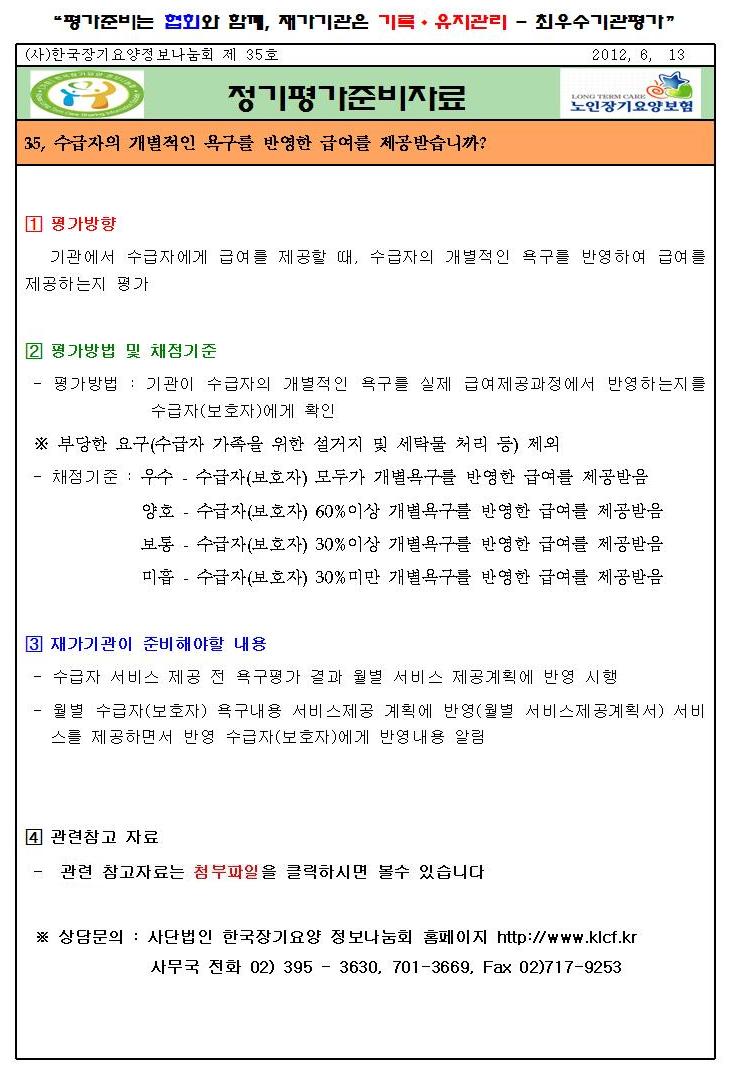 “평가준비는 협회와 함께, 재가기관은 기록·유지관리 - 최우수기관평가”
(사)한국장기요양정보나눔회 제 35호 2012, 6, 13
정기평가준비자료
LONG TERM CARE
노인장기요양보험
35, 수급자의 개별적인 욕구를 반영한 급여를 제공받습니까?
1 평가방향
기관에서 수급자에게 급여를 제공할 때, 수급자의 개별적인 욕구를 반영하여 급여를
제공하는지 평가
2 평가방법 및 채점기준
- 평가방법 : 기관이 수급자의 개별적인 욕구를 실제 급여제공과정에서 반영하는지를
수급자(보호자)에게 확인
※ 부당한 요구(수급자 가족을 위한 설거지 및 세탁물 처리 등) 제외
- 채점기준 : 우수 - 수급자(보호자) 모두가 개별욕구를 반영한 급여를 제공받음
양호 - 수급자(보호자) 60%이상 개별욕구를 반영한 급여를 제공받음
보통 - 수급자(보호자) 30%이상 개별욕구를 반영한 급여를 제공받음
미흡 - 수급자(보호자) 30%미만 개별욕구를 반영한 급여를 제공받음
3 재가기관이 준비해야할 내용
- 수급자 서비스 제공 전 욕구평가 결과 월별 서비스 제공계획에 반영 시행
- 월별 수급자(보호자) 욕구내용 서비스제공 계획에 반영(월별 서비스제공계획서) 서비
스를 제공하면서 반영 수급자(보호자)에게 반영내용 알림
4 관련참고 자료
- 관련 참고자료는 첨부파일을 클릭하시면 볼수 있습니다
※ 상담문의 : 사단법인 한국장기요양 정보나눔회 홈페이지 http://www.klcf.kr
사무국 전화 02) 395 - 3630, 701-3669, Fax 02)717-9253